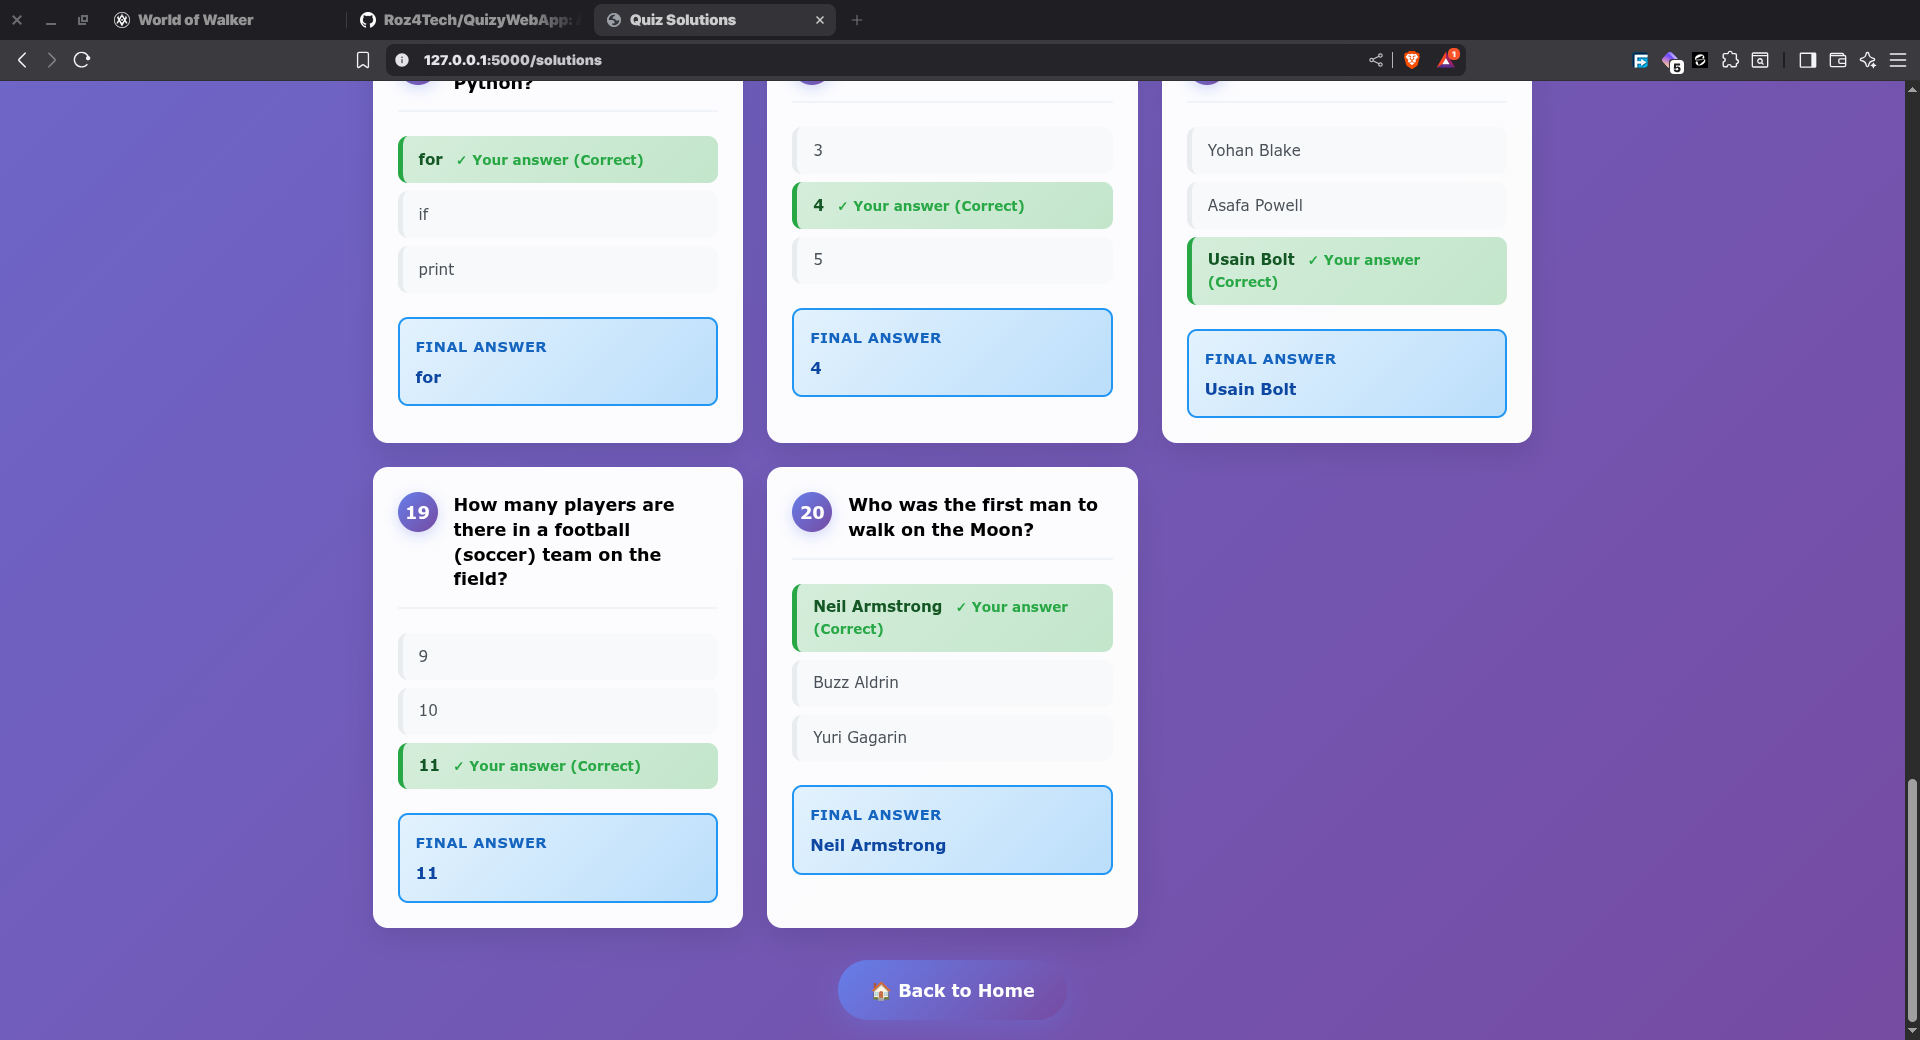 World of Walker
Roz4Tech/QuizyWebApp:
Quiz Solutions
127.0.0.1:5000/solutions
1
5
Python?
for ✓ Your answer (Correct)
if
print
FINAL ANSWER
for
3
4 ✓ Your answer (Correct)
5
FINAL ANSWER
4
Yohan Blake
Asafa Powell
Usain Bolt ✓ Your answer
(Correct)
FINAL ANSWER
Usain Bolt
19
How many players are
there in a football
(soccer) team on the
field?
9
10
11 ✓ Your answer (Correct)
FINAL ANSWER
11
20
Who was the first man to
walk on the Moon?
Neil Armstrong ✓ Your answer
(Correct)
Buzz Aldrin
Yuri Gagarin
FINAL ANSWER
Neil Armstrong
🏠 Back to Home